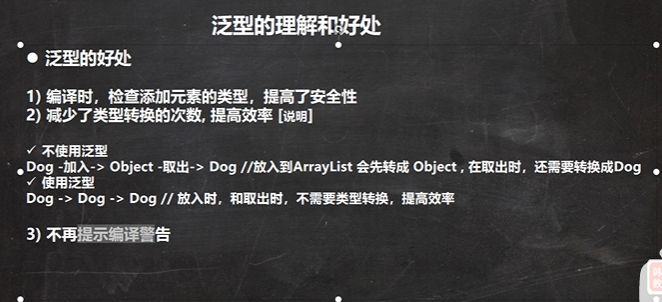 泛型的理解和好处
● 泛型的好处
1) 编译时，检查添加元素的类型，提高了安全性
2) 减少了类型转换的次数, 提高效率 [说明]
✓ 不使用泛型
Dog -加入-> Object -取出-> Dog //放入到ArrayList 会先转成 Object , 在取出时，还需要转换成Dog
✓ 使用泛型
Dog -> Dog -> Dog // 放入时，和取出时，不需要类型转换，提高效率
3) 不再提示编译警告